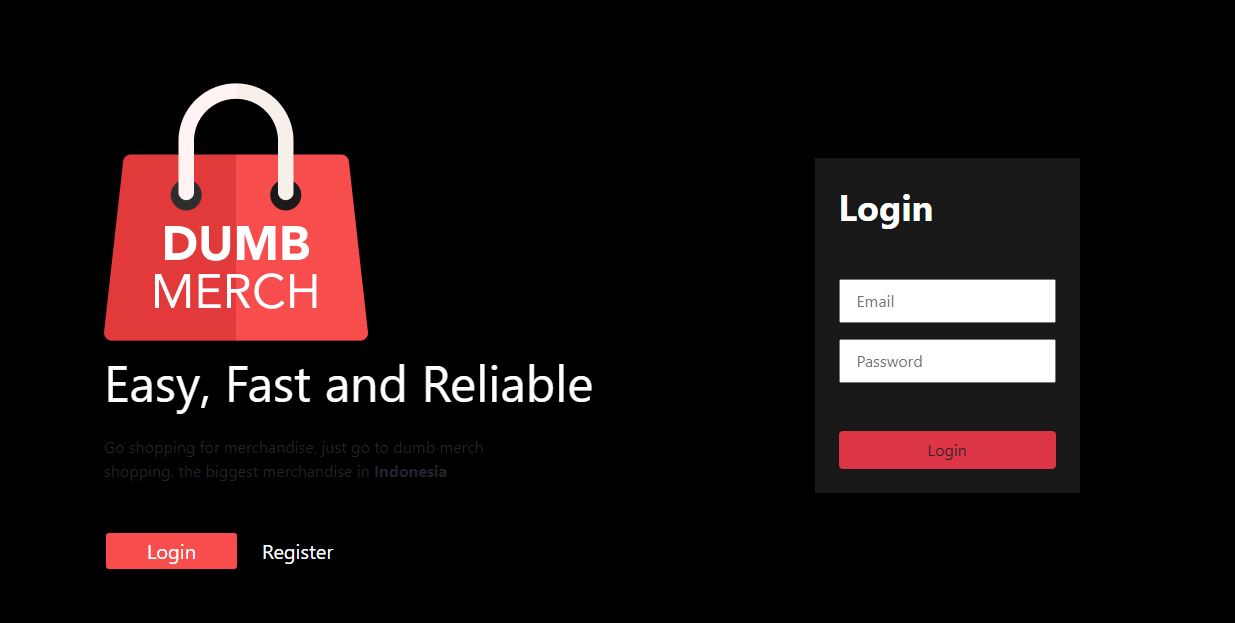 DUMB
MERCH
Easy, Fast and Reliable
Go shopping for merchandise, just go to dumb merch
shopping. the biggest merchandise in Indonesia
Login
Register
Login
Email
Password
Login